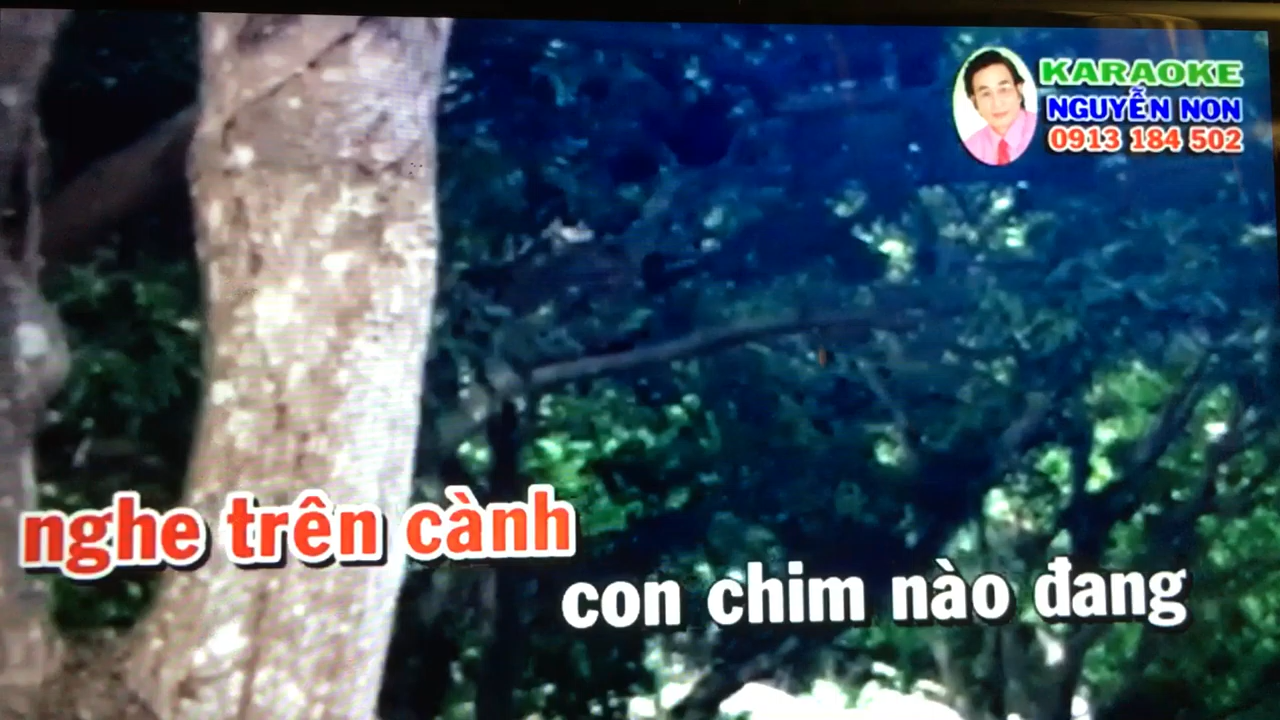 KARAOKE
NGUYỄN NON
0913 184 502
nghe trên cành
con chim nào đang